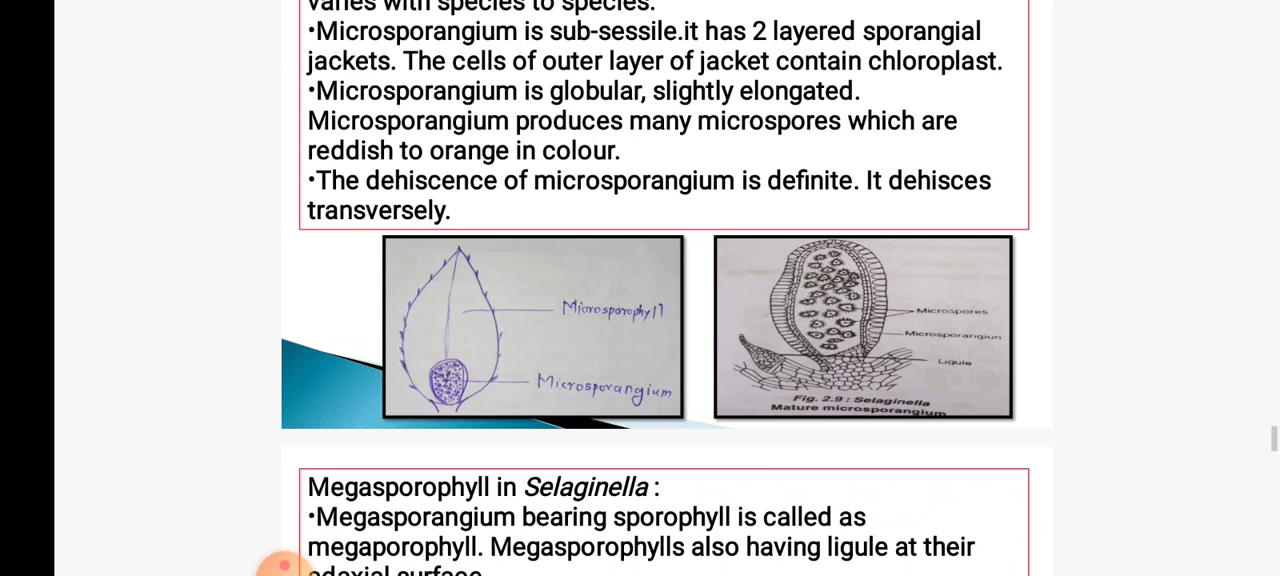 varies with species to species.
•Microsporangium is sub-sessile.it has 2 layered sporangial
jackets. The cells of outer layer of jacket contain chloroplast.
•Microsporangium is globular, slightly elongated.
Microsporangium produces many microspores which are
reddish to orange in colour.
•The dehiscence of microsporangium is definite. It dehisces
transversely.
Microsporophyll
Microsporangium
Microspores
Microsporangiun
Ligule
Fig. 2.9 : Selaginella
Mature microsporangium
Megasporophyll in Selaginella :
•Megasporangium bearing sporophyll is called as
megaporophyll. Megasporophylls also having ligule at their
adaxial surface.